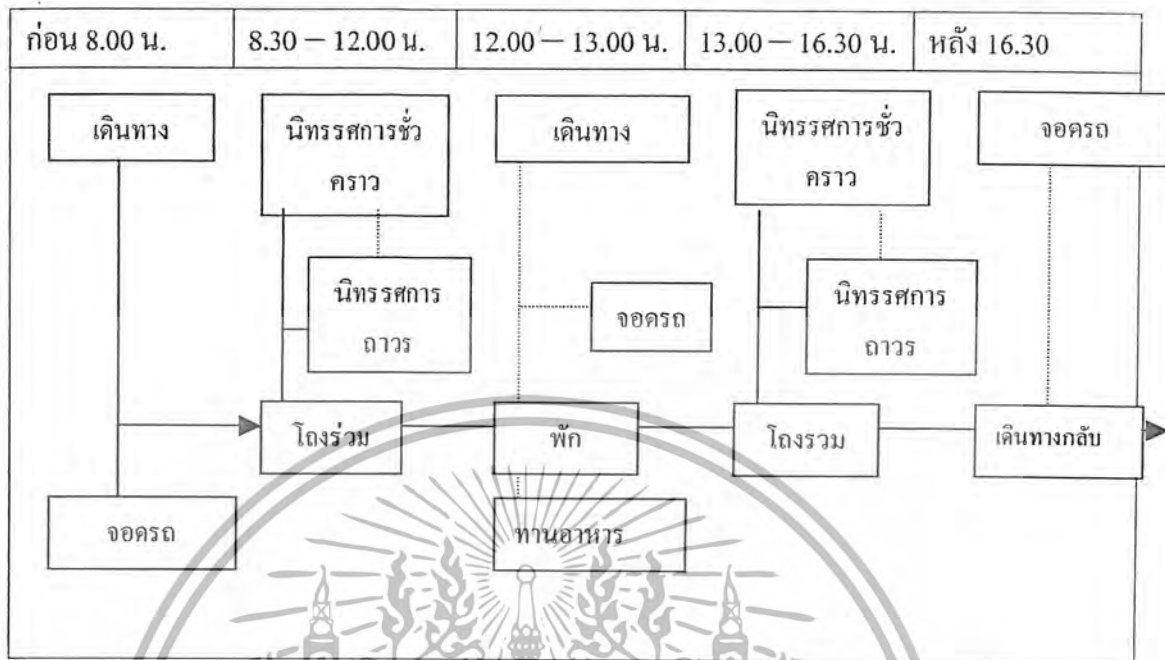 ก่อน 8.00 น.
8.30 – 12.00 น.
12.00 – 13.00 น.
13.00 – 16.30 น.
หลัง 16.30
เดินทาง
นิทรรศการชั่ว
คราว
เดินทาง
นิทรรศการชั่ว
คราว
จอดรถ
นิทรรศการ
ถาวร
จอดรถ
นิทรรศการ
ถาวร
โถงร่วม
พัก
โถงรวม
เดินทางกลับ
จอดรถ
ทานอาหาร